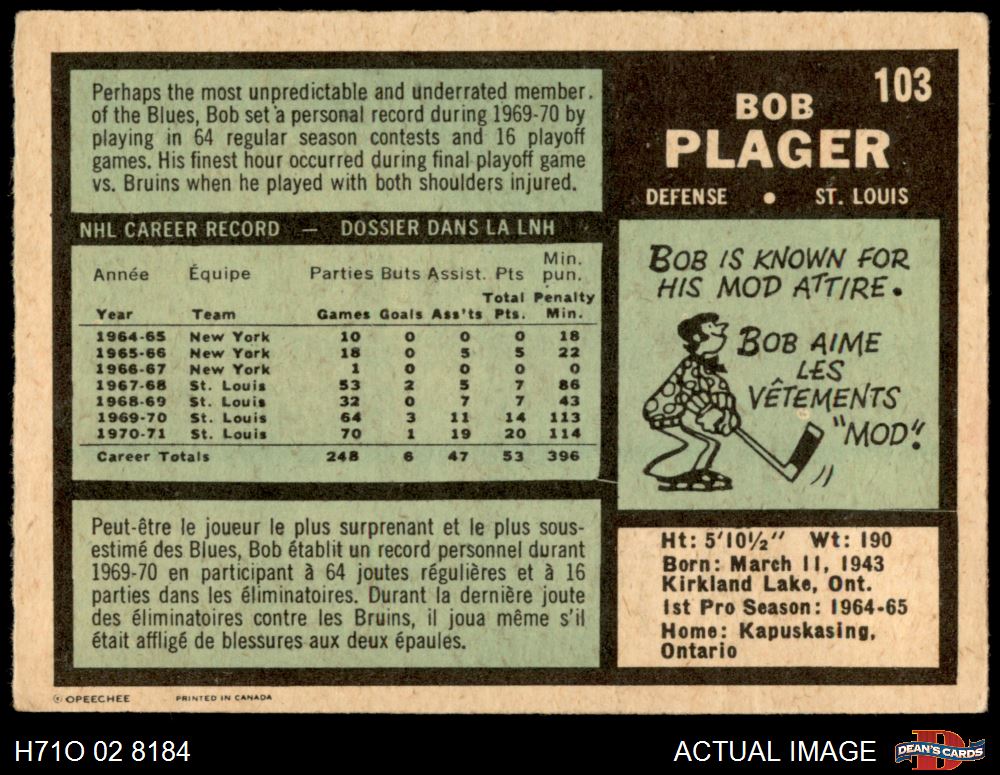 103
BOB
PLAGER
DEFENSE • ST. LOUIS
Perhaps the most unpredictable and underrated member
of the Blues, Bob set a personal record during 1969-70 by
playing in 64 regular season contests and 16 playoff
games. His finest hour occurred during final playoff game
vs. Bruins when he played with both shoulders injured.
NHL CAREER RECORD — DOSSIER DANS LA LNH
Année Équipe Parties Buts Assist. Pts Min. pun.
Year Team Games Goals Ass'ts Total Pts. Penalty Min.
1964-65 New York 10 0 0 0 18
1965-66 New York 18 0 5 5 22
1966-67 New York 1 0 0 0 0
1967-68 St. Louis 53 2 5 7 86
1968-69 St. Louis 32 0 7 7 43
1969-70 St. Louis 64 3 11 14 113
1970-71 St. Louis 70 1 19 20 114
Career Totals 248 6 47 53 396
Peut-être le joueur le plus surprenant et le plus sous-
estimé des Blues, Bob établit un record personnel durant
1969-70 en participant à 64 joutes régulières et à 16
parties dans les éliminatoires. Durant la dernière joute
des éliminatoires contre les Bruins, il joua même s'il
était affligé de blessures aux deux épaules.
BOB IS KNOWN FOR
HIS MOD ATTIRE.
BOB AIME
LES
VÊTEMENTS
"MOD".
Ht: 5'10½" Wt: 190
Born: March 11, 1943
Kirkland Lake, Ont.
1st Pro Season: 1964-65
Home: Kapuskasing,
Ontario
© OPEECHEE PRINTED IN CANADA
H71O 02 8184
ACTUAL IMAGE
D
DEAN'S CARDS